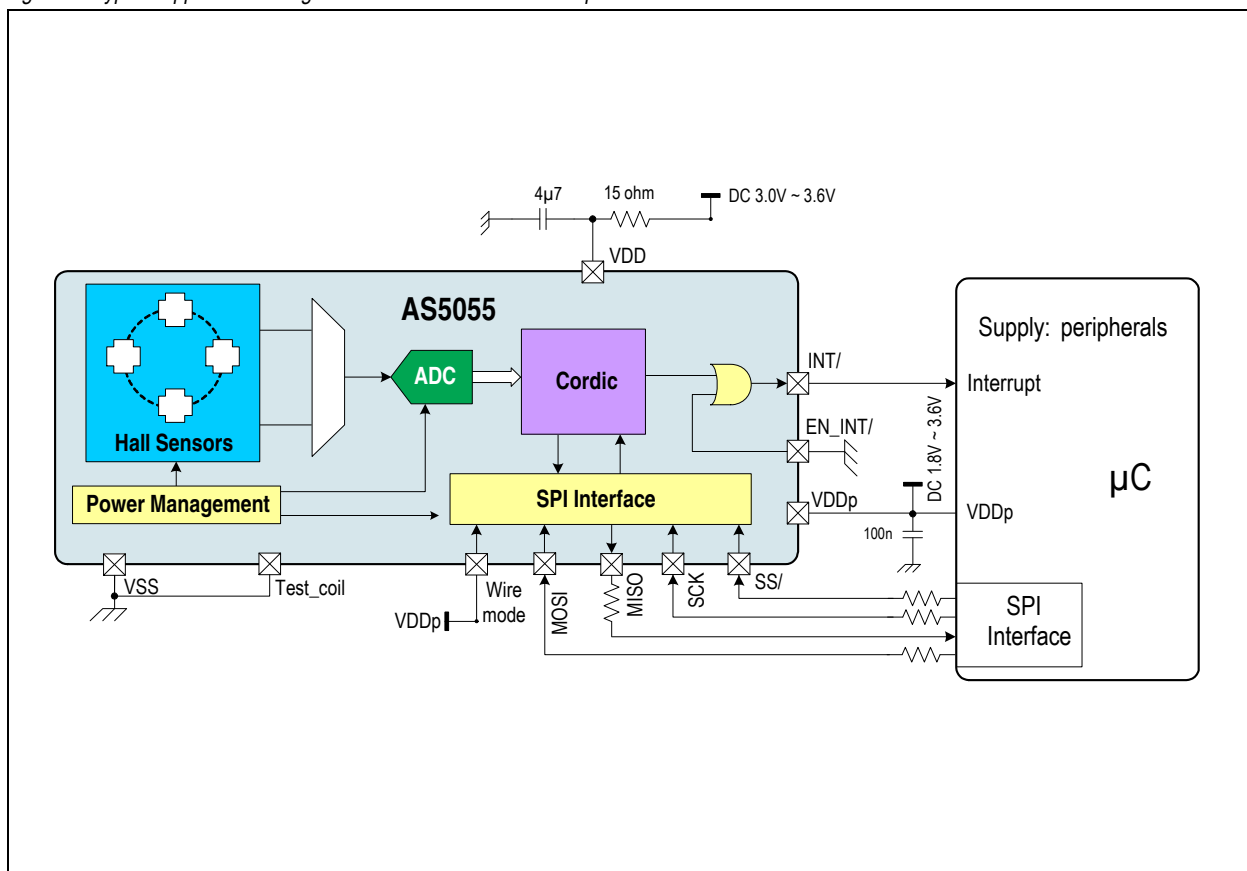 4µ7
15 ohm
DC 3.0V ~ 3.6V
VDD
AS5055
Supply: peripherals
INT/
Interrupt
ADC
Cordic
Hall Sensors
EN_INT/
DC 1.8V ~ 3.6V
µC
Power Management
SPI Interface
VDDp
VDDp
100n
VSS
Test_coil
Wire
mode
MOSI
MISO
SCK
SS/
VDDp
SPI
Interface